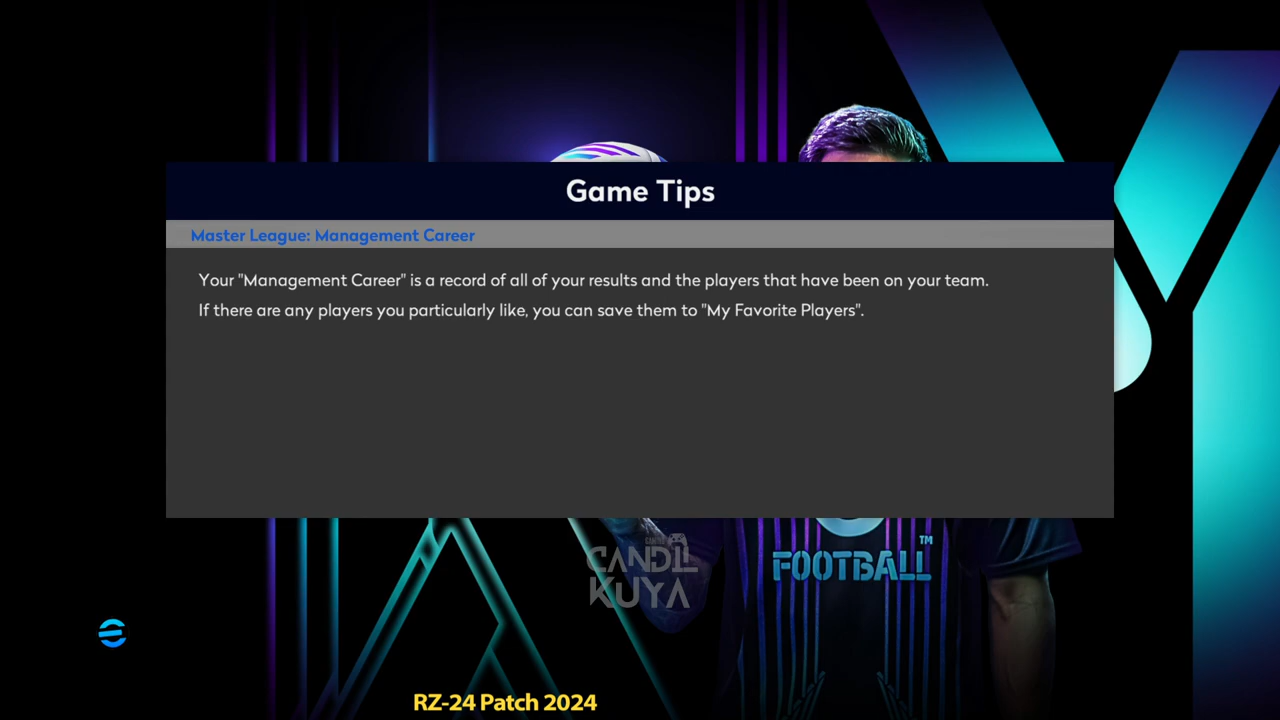 Game Tips
Master League: Management Career
Your "Management Career" is a record of all of your results and the players that have been on your team.
If there are any players you particularly like, you can save them to "My Favorite Players".
GAMING
CANDIL
KUYA
FOOTBALL™
RZ-24 Patch 2024